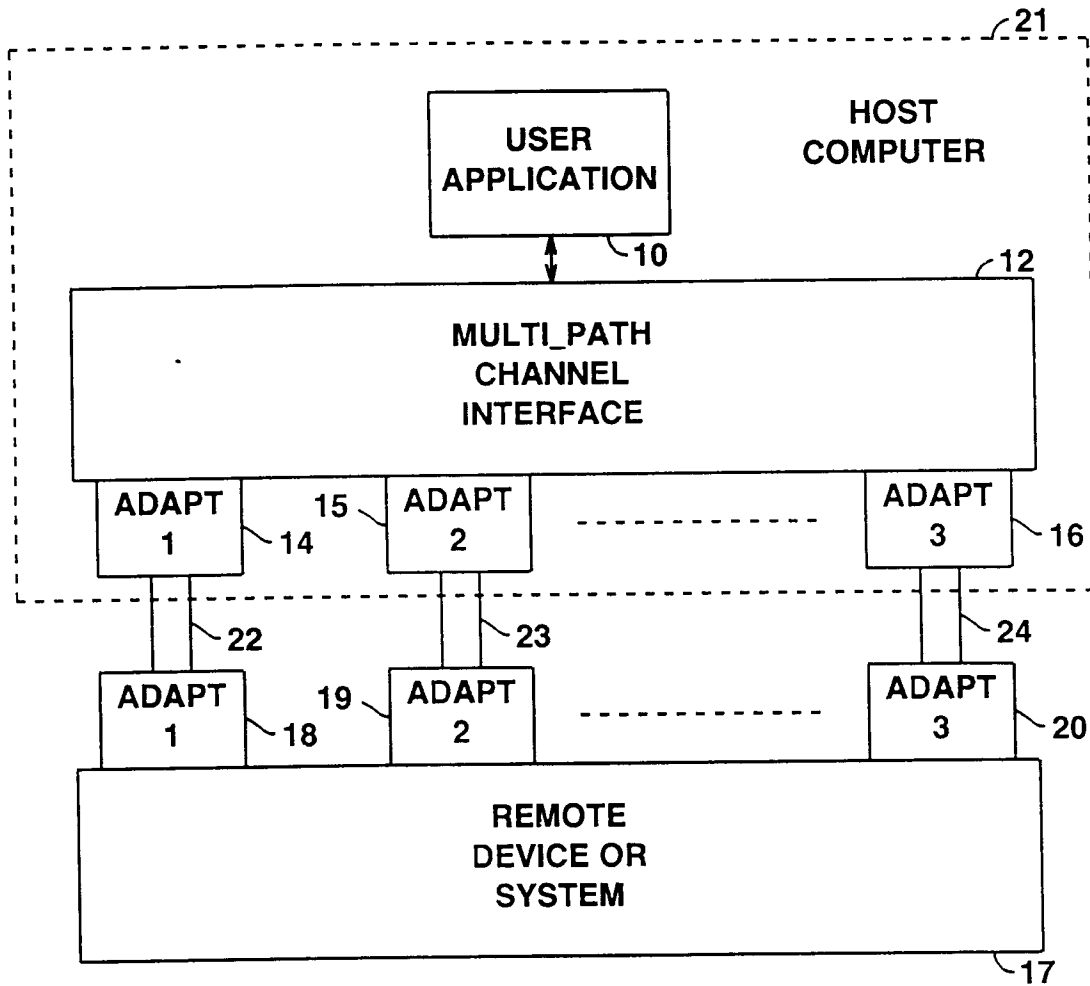 21
HOST
COMPUTER
USER
APPLICATION
10
12
MULTI_PATH
CHANNEL
INTERFACE
ADAPT
1
14
15
ADAPT
2
ADAPT
3
16
22
23
24
ADAPT
1
18
19
ADAPT
2
ADAPT
3
20
REMOTE
DEVICE OR
SYSTEM
17